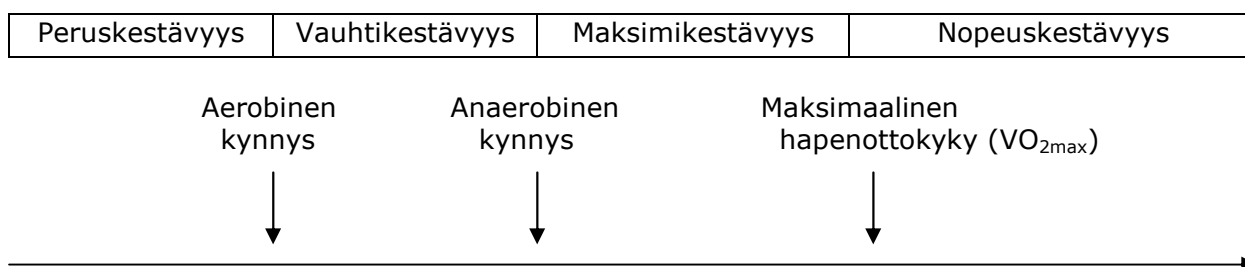 Peruskestävyys Vauhtikestävyys Maksimikestävyys Nopeuskestävyys
Aerobinen Anaerobinen Maksimaalinen
kynnys kynnys hapenottokyky (VO₂max)